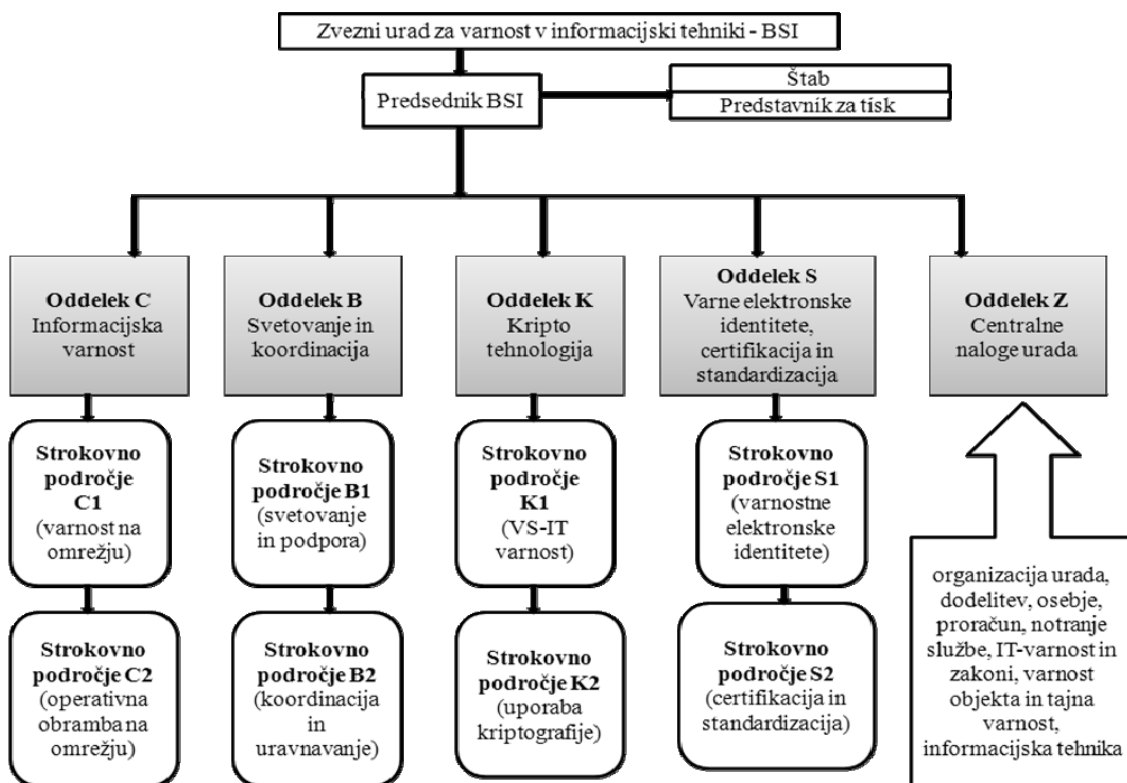 Zvezni urad za varnost v informacijski tehniki - BSI
Predsednik BSI
Štab
Predstavnik za tisk
Oddelek C
Informacijska
varnost
Oddelek B
Svetovanje in
koordinacija
Oddelek K
Kripto
tehnologija
Oddelek S
Varne elektronske
identitete,
certifikacija in
standardizacija
Oddelek Z
Centralne
naloge urada
Strokovno
področje
C1
(varnost na
omrežju)
Strokovno
področje B1
(svetovanje
in podpora)
Strokovno
področje
K1
(VS-IT
varnost)
Strokovno
področje S1
(varnostne
elektronske
identitete)
Strokovno
področje C2
(operativna
obramba na
omrežju)
Strokovno
področje B2
(koordinacija
in
uravnavanje)
Strokovno
področje K2
(uporaba
kriptografije)
Strokovno
področje S2
(certifikacija in
standardizacija)
organizacija urada,
dodelitev, osebje,
proračun, notranje
službe, IT-varnost in
zakoni, varnost
objekta in tajna
varnost,
informacijska tehnika